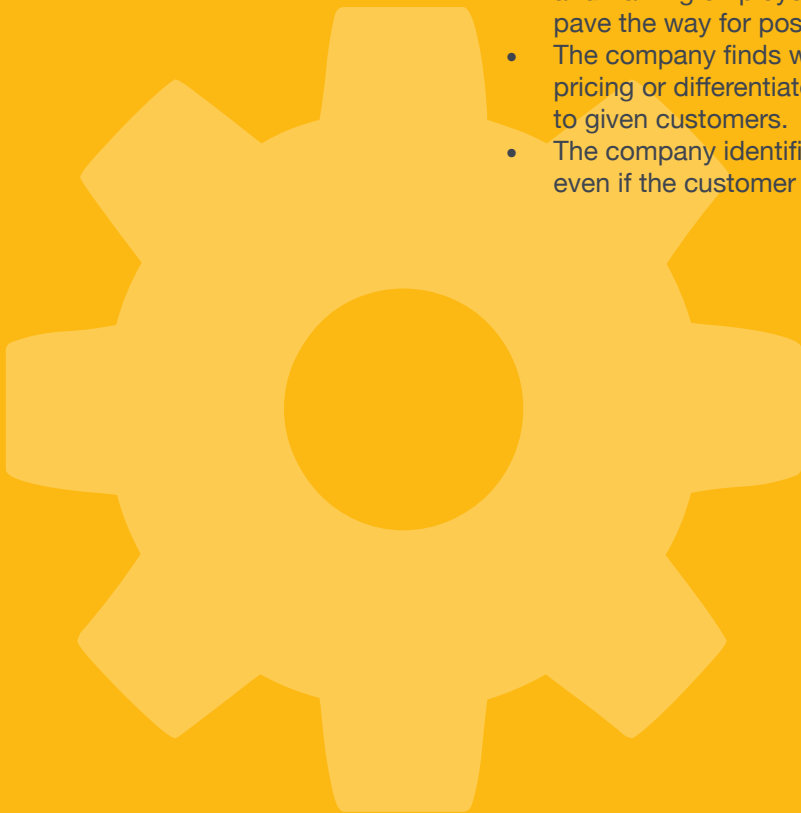 pave the way for pos
• The company finds w
pricing or differentiate
to given customers.
• The company identifi
even if the customer